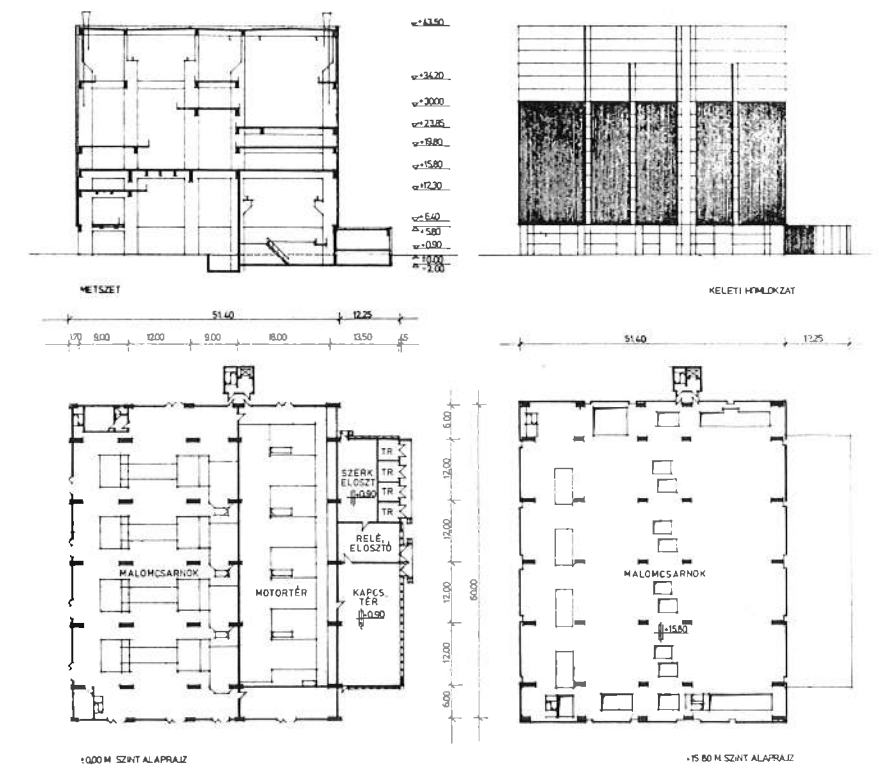 +43.50
+34.20
+30.00
+23.85
+19.80
+15.80
+12.30
+6.40
+5.80
+0.90
±0.00
-2.00
METSZET
KELETI HOMLOKZAT
51.40 12.25
1.70 9.00 12.00 9.00 18.00 13.50
51.40 12.25
6.00
12.00
12.00
12.00
12.00
6.00
60.00
SZERK.
ELOSZT
+0.90
TR
TR
TR
TR
RELÉ,
ELOSZTÓ
MALOMCSARNOK
MOTORTÉR
KAPCS.
TÉR
+0.90
MALOMCSARNOK
+15.80
±0.00 M SZINT ALAPRAJZ
+15.80 M SZINT ALAPRAJZ